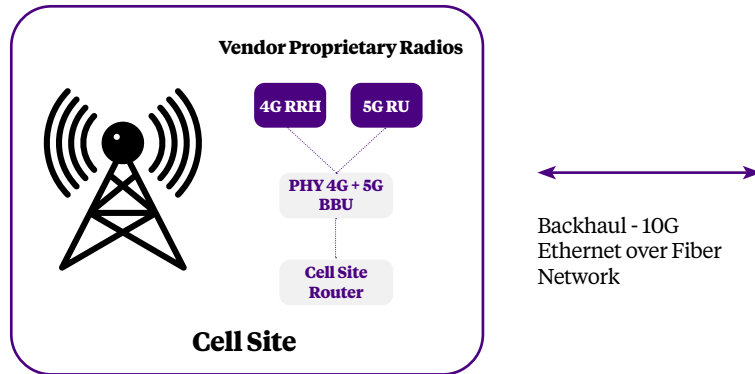 Vendor Proprietary Radios
4G RRH
5G RU
PHY 4G + 5G
BBU
Cell Site
Router
Cell Site
Backhaul - 10G
Ethernet over Fiber
Network